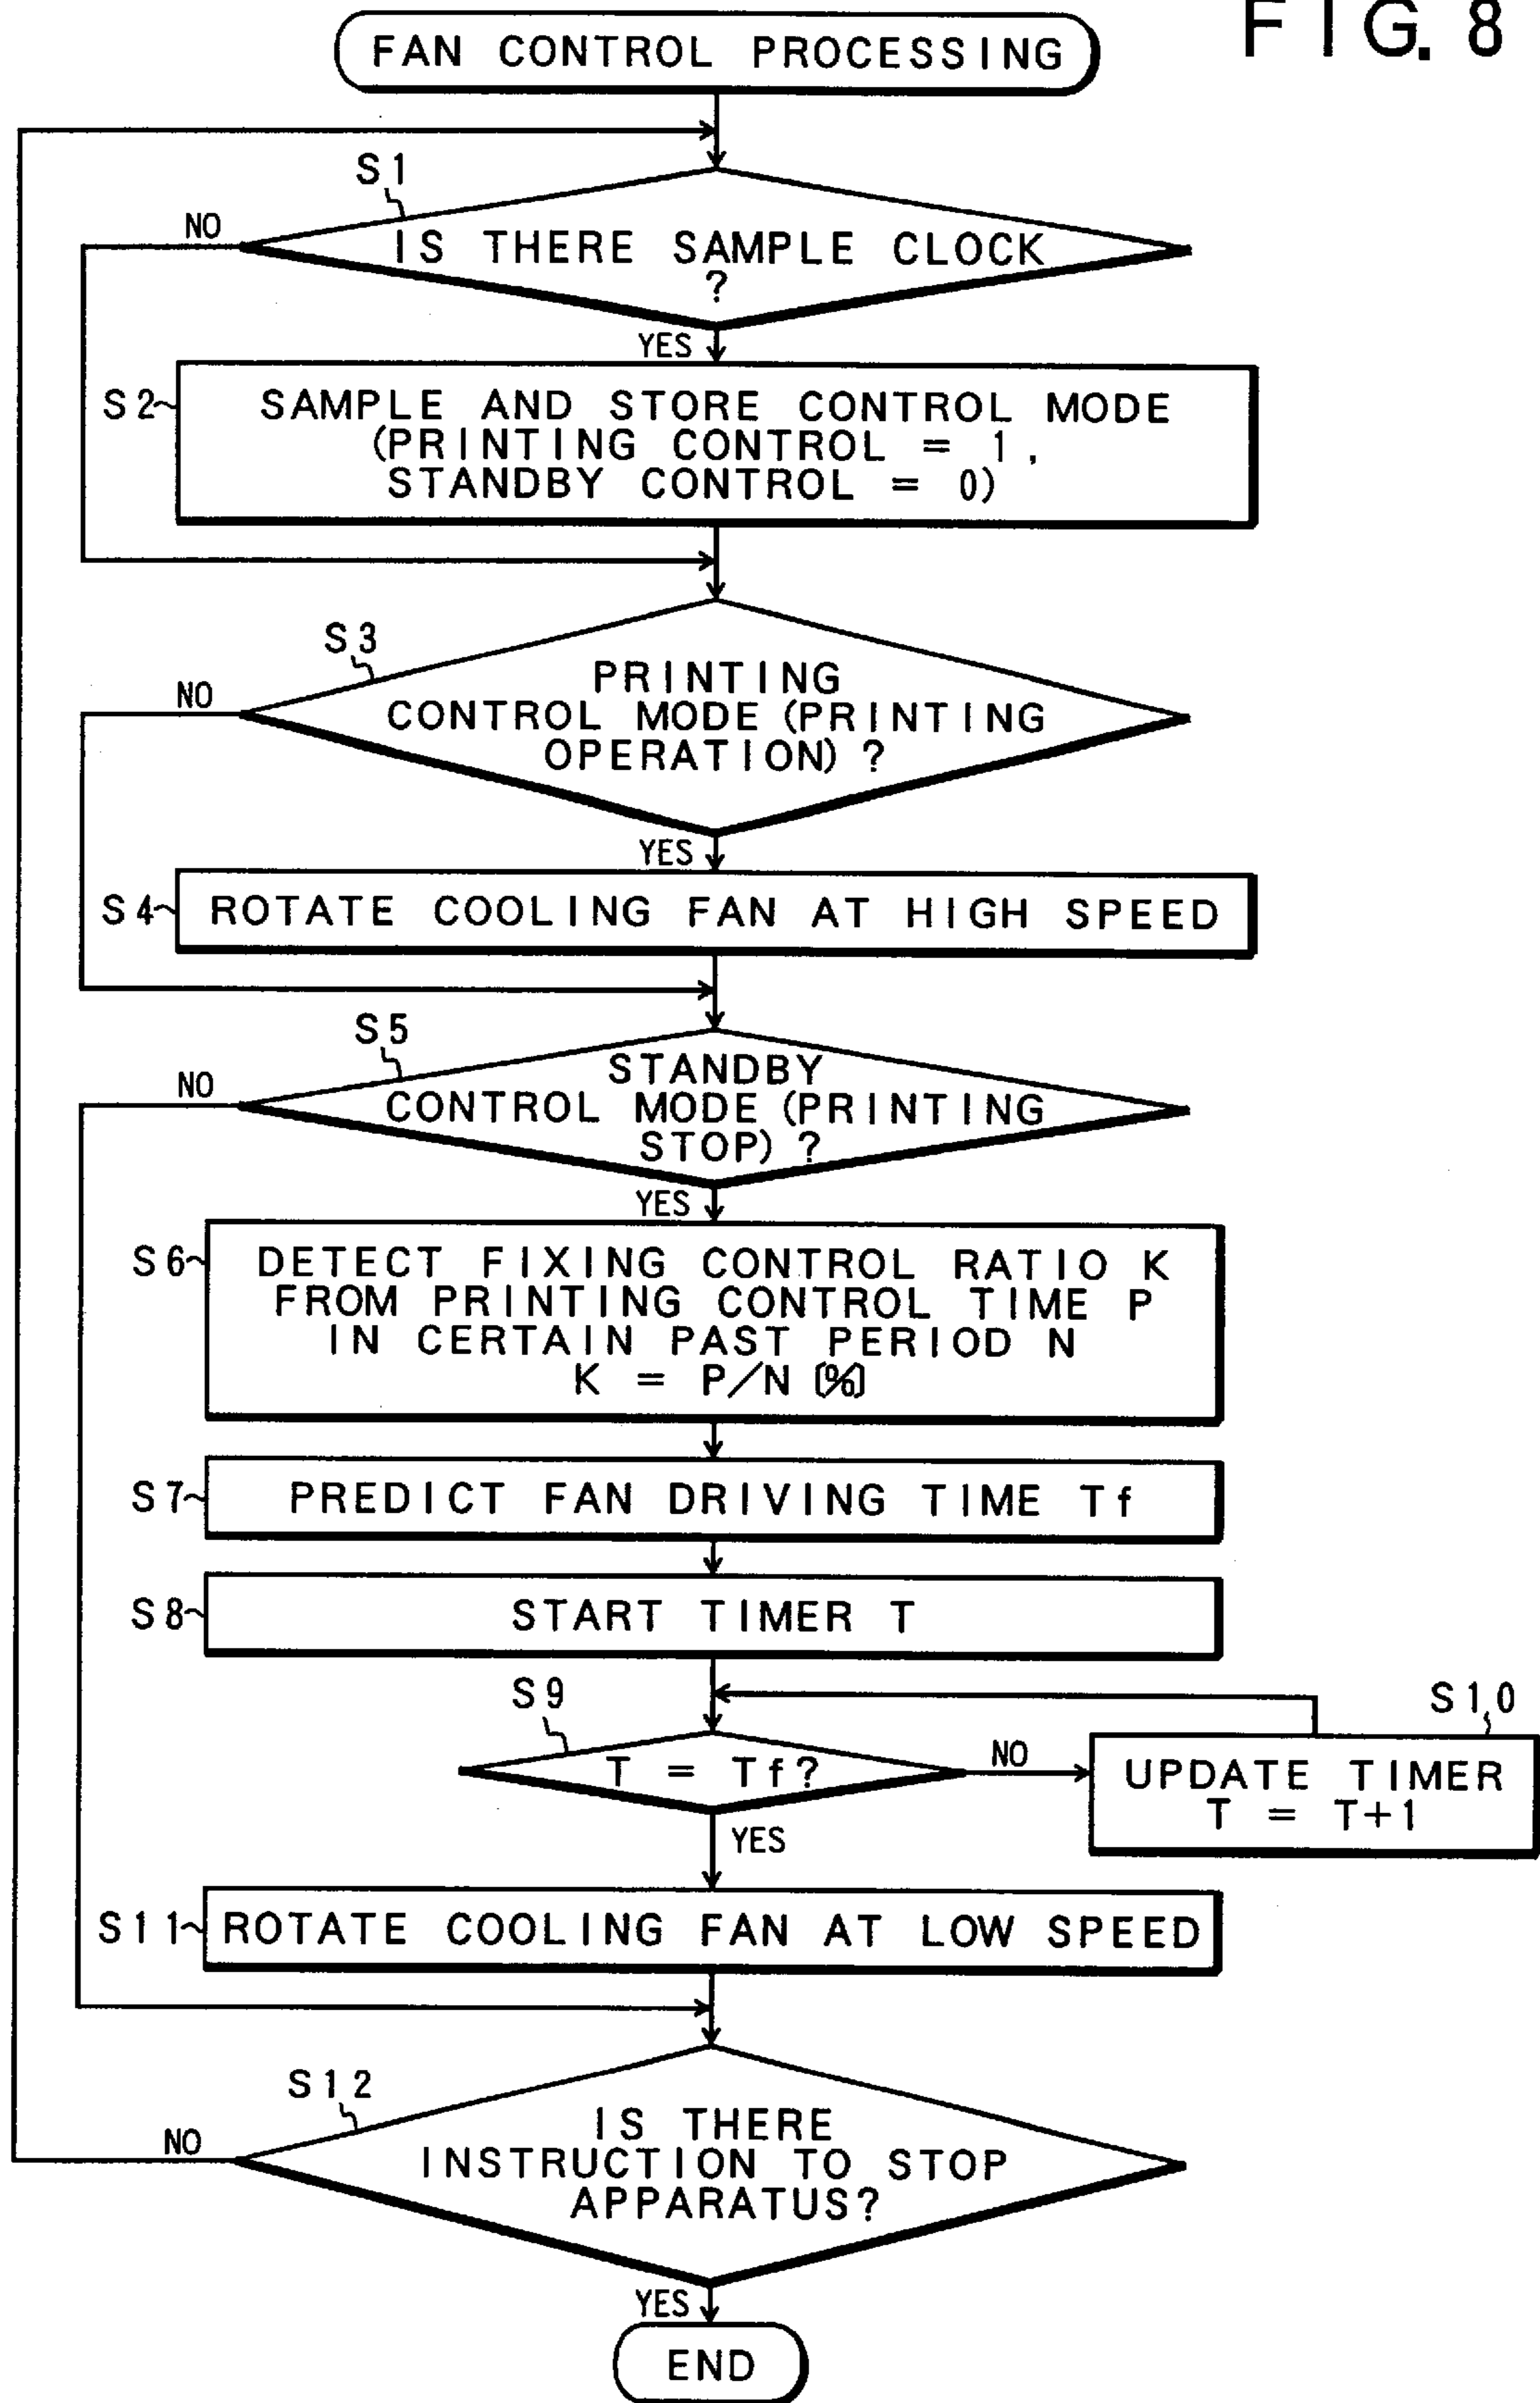 FIG. 8
FAN CONTROL PROCESSING
S1
NO
IS THERE SAMPLE CLOCK
?
YES
S2
SAMPLE AND STORE CONTROL MODE
(PRINTING CONTROL = 1,
STANDBY CONTROL = 0)
S3
NO
PRINTING
CONTROL MODE (PRINTING
OPERATION) ?
YES
S4
ROTATE COOLING FAN AT HIGH SPEED
S5
NO
STANDBY
CONTROL MODE (PRINTING
STOP) ?
YES
S6
DETECT FIXING CONTROL RATIO K
FROM PRINTING CONTROL TIME P
IN CERTAIN PAST PERIOD N
K = P/N [%]
S7
PREDICT FAN DRIVING TIME Tf
S8
START TIMER T
S9
T = Tf?
NO
S10
UPDATE TIMER
T = T+1
YES
S11
ROTATE COOLING FAN AT LOW SPEED
S12
NO
IS THERE
INSTRUCTION TO STOP
APPARATUS?
YES
END